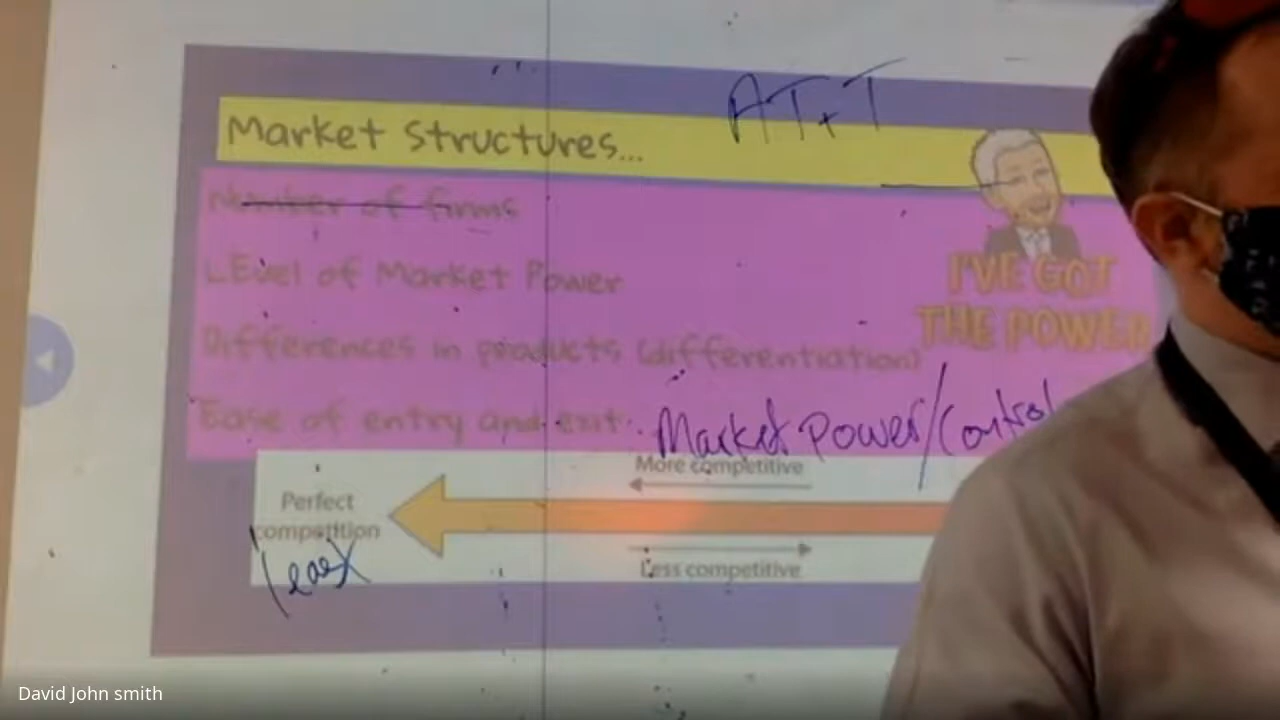 AT+T
Market Structures...
Number of firms
I'VE GOT
THE POWER
LEvel of Market Power
Differences in products (differentiation)
Ease of entry and exit
Market Power/Control
More competitive
Perfect
competition
least
Less competitive
David John smith